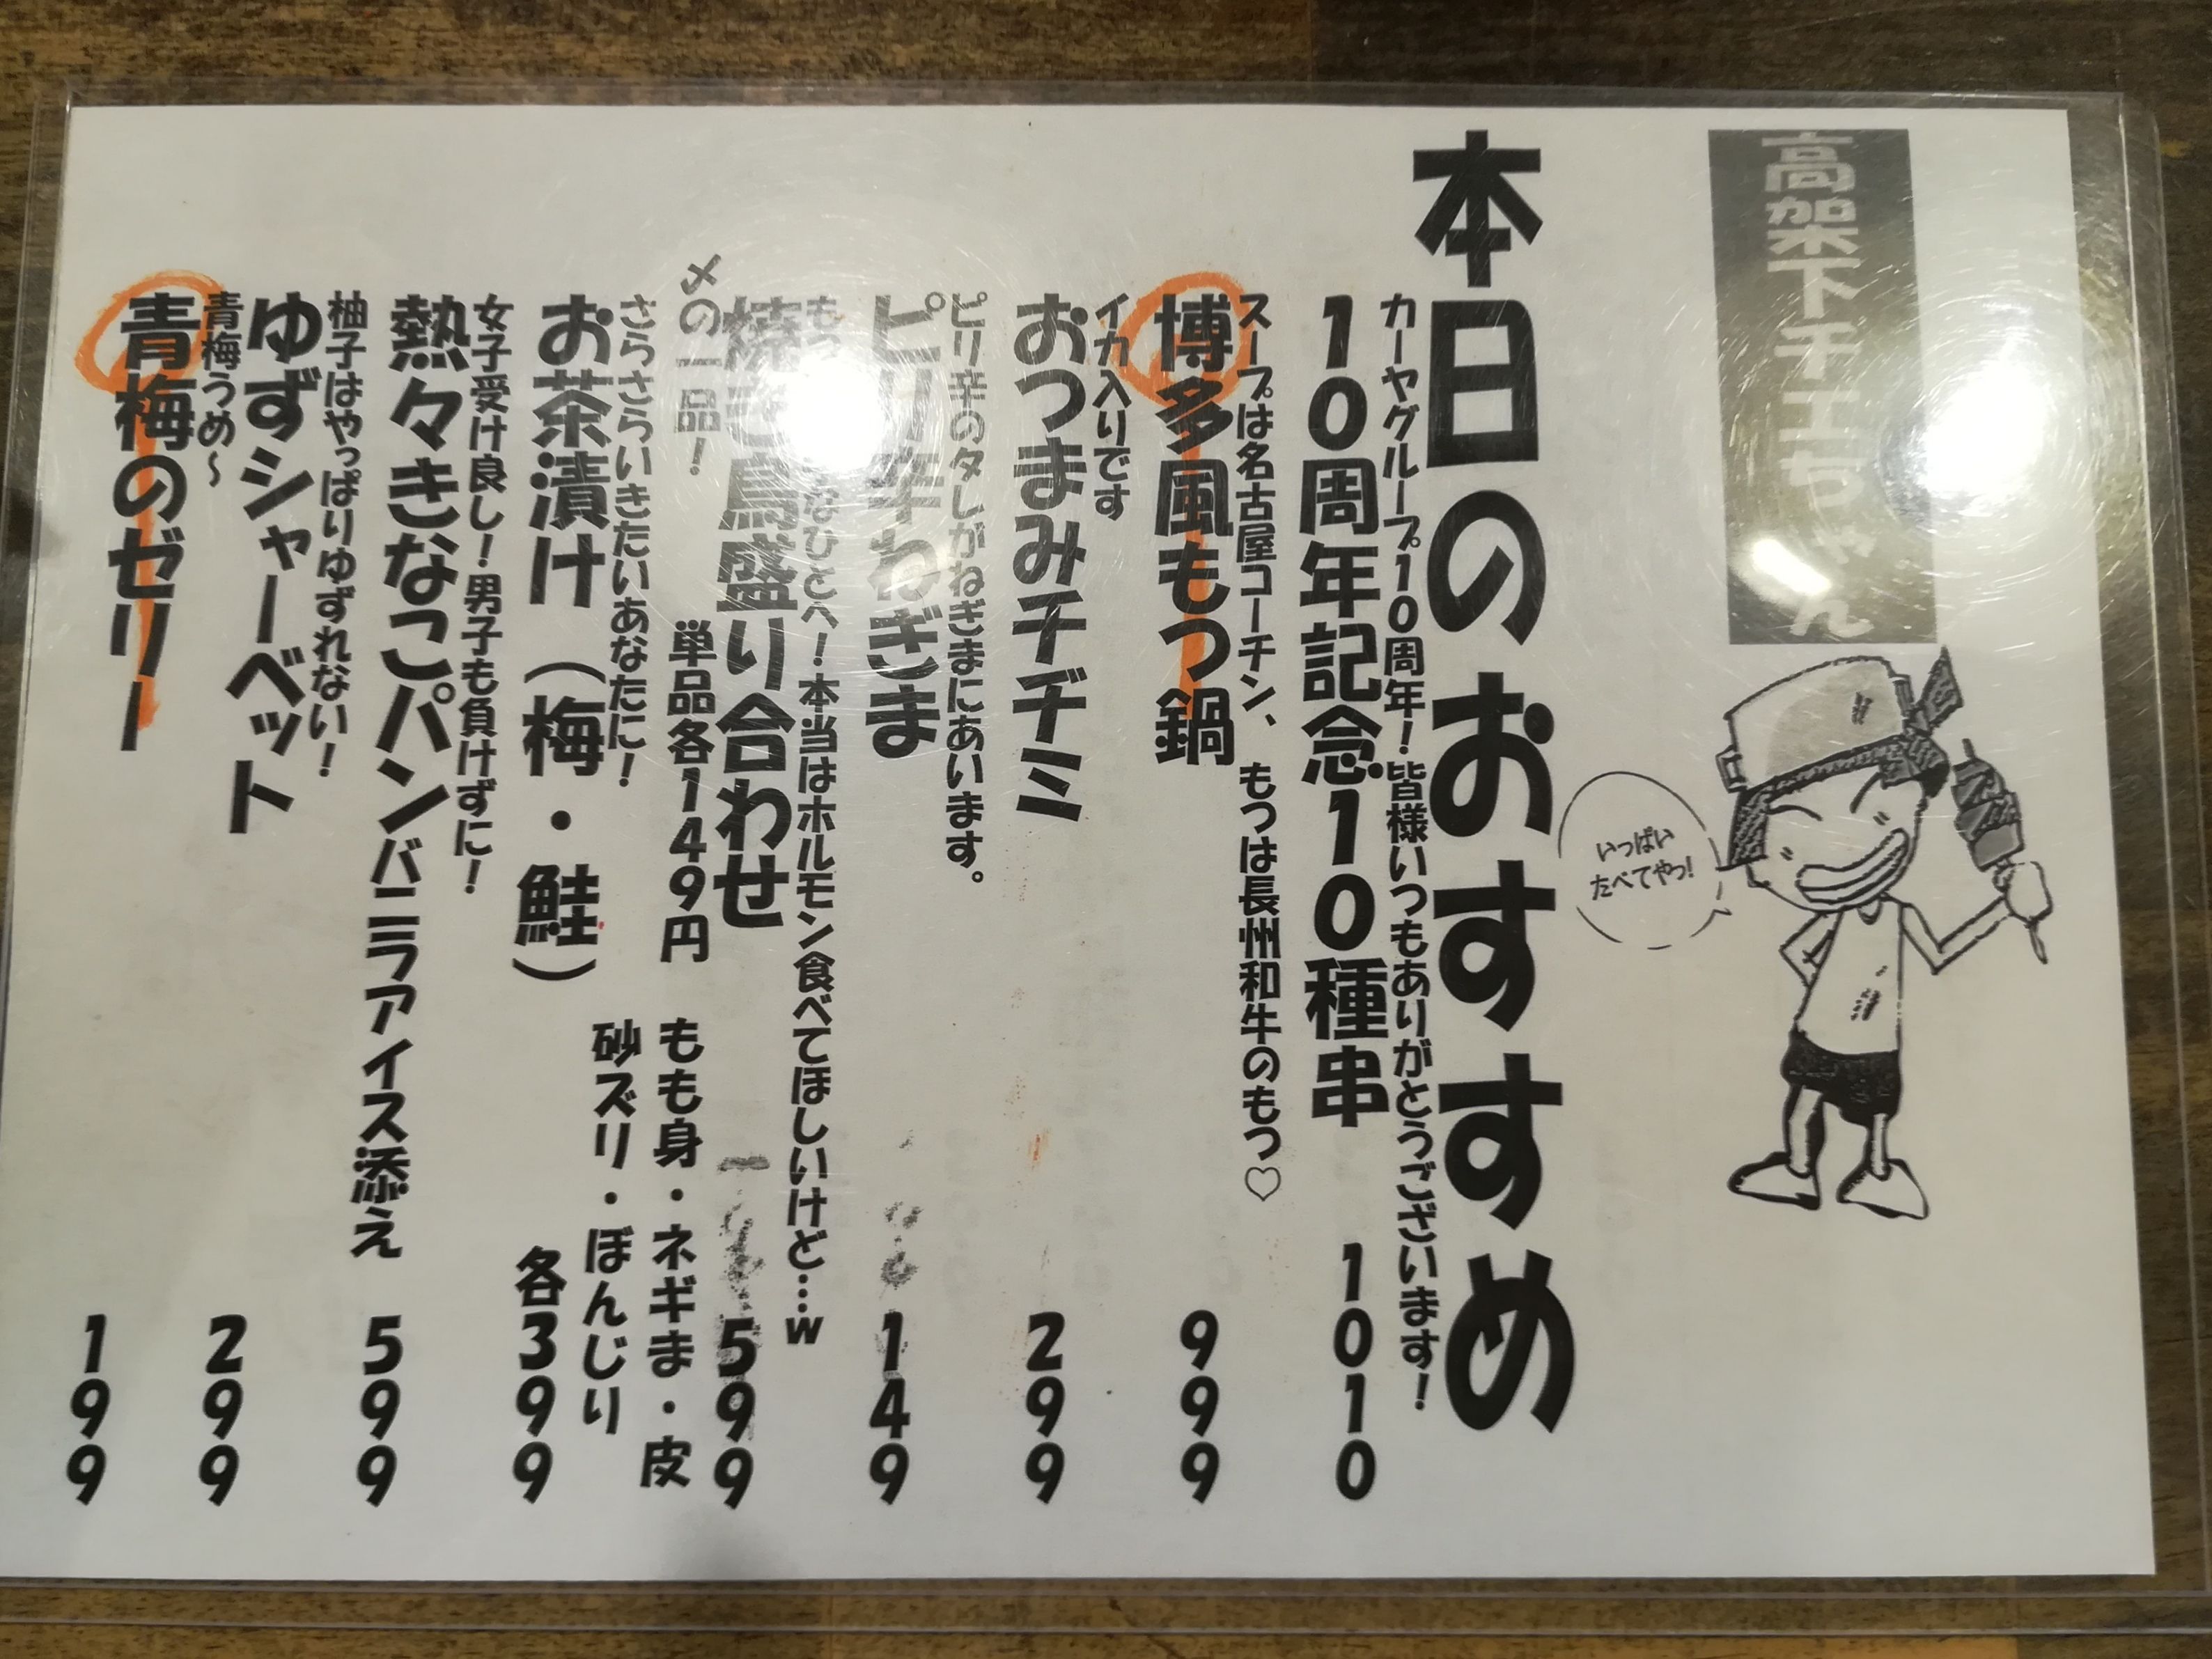 高架下チエちゃん
いっぱい
たべてやっ!
本日のおすすめ
カーヤグループ10周年!皆様いつもありがとうございます!
10周年記念10種串 1010
スープは名古屋コーチン、もつは長州和牛のもつ♡
博多風もつ鍋 999
イカ入りです
おつまみチヂミ 299
ピリ辛のタレがねぎまにあいます。
ピリ辛ねぎま 149
なひとへ!本当はホルモン食べてほしいけど…w
焼き鳥盛り合わせ 599
単品各149円 もも身・ネギま・皮
砂ズリ・ぼんじり
〆の一品!
さらさらいきたいあなたに!
お茶漬け(梅・鮭) 各399
女子受け良し!男子も負けずに!
熱々きなこパンバニラアイス添え 599
柚子はやっぱりゆずれない!
ゆずシャーベット 299
青梅うめ~
青梅のゼリー 199